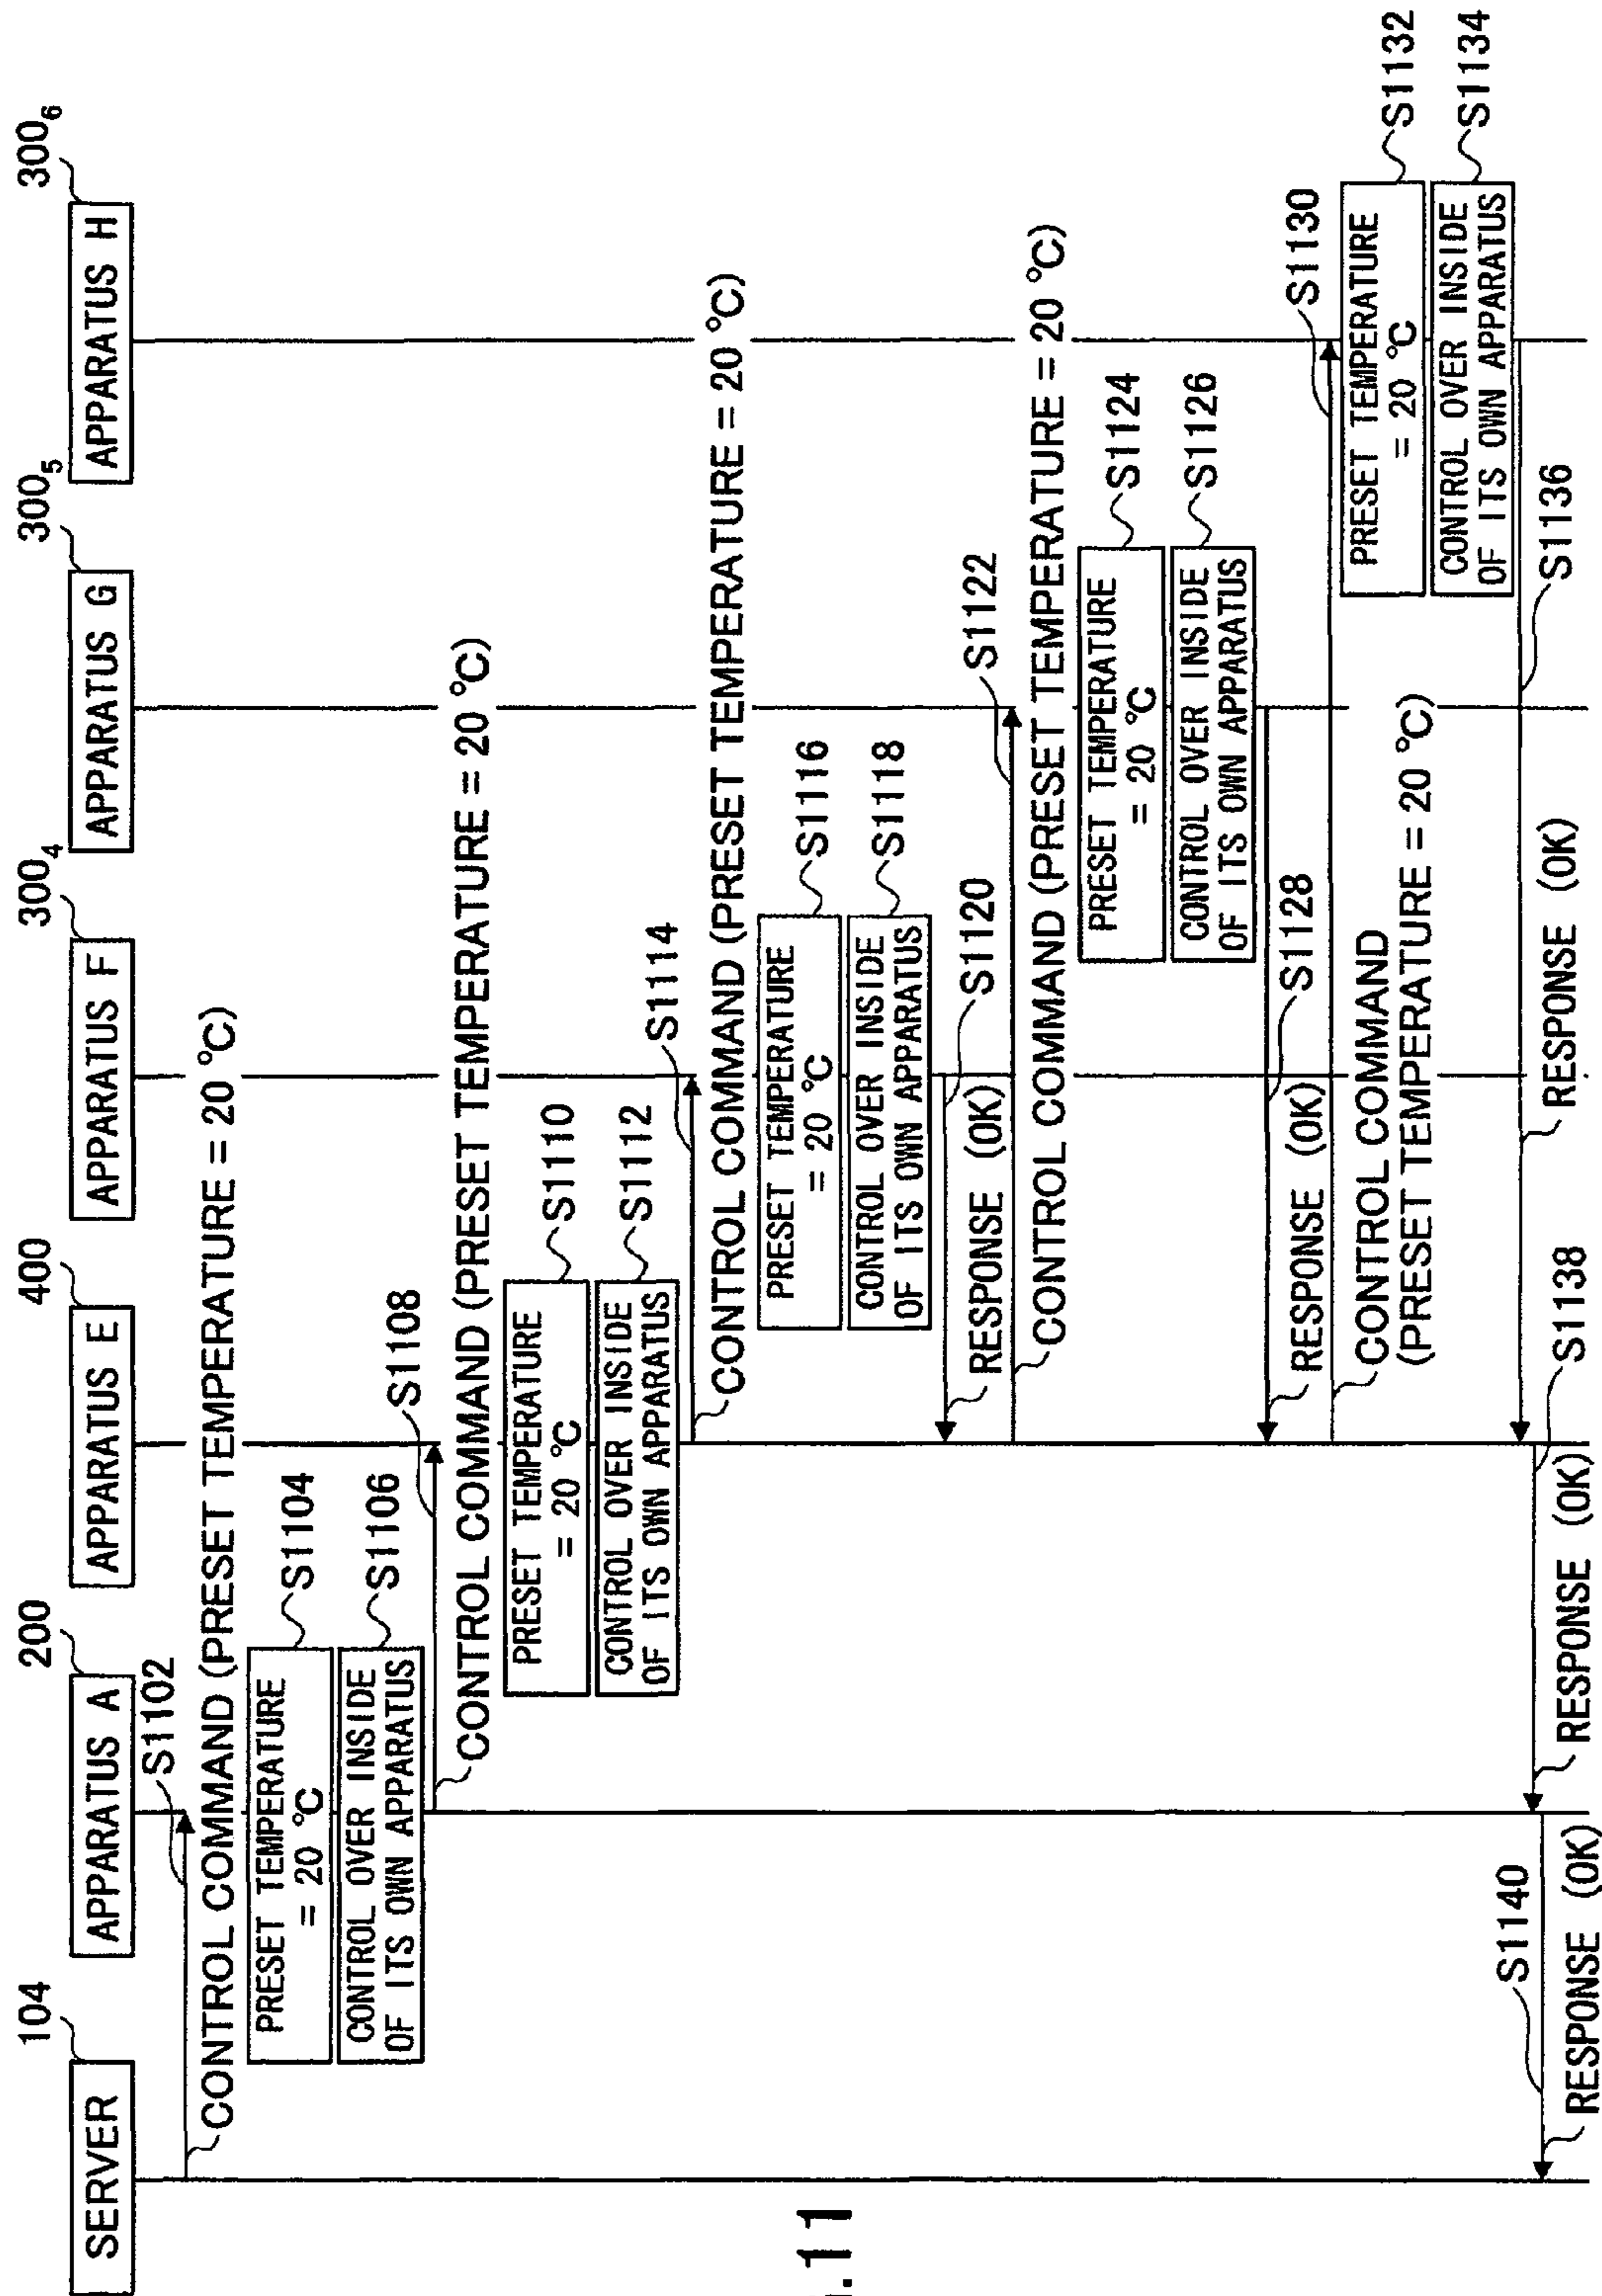 104
200
400
300₄
300₅
300₆
SERVER
APPARATUS A
APPARATUS E
APPARATUS F
APPARATUS G
APPARATUS H
S1102
CONTROL COMMAND (PRESET TEMPERATURE = 20 °C)
PRESET TEMPERATURE
= 20 °C
S1104
CONTROL OVER INSIDE
OF ITS OWN APPARATUS
S1106
S1108
CONTROL COMMAND (PRESET TEMPERATURE = 20 °C)
PRESET TEMPERATURE
= 20 °C
S1110
CONTROL OVER INSIDE
OF ITS OWN APPARATUS
S1112
S1114
CONTROL COMMAND (PRESET TEMPERATURE = 20 °C)
PRESET TEMPERATURE
= 20 °C
S1116
CONTROL OVER INSIDE
OF ITS OWN APPARATUS
S1118
S1120
RESPONSE (OK)
S1122
CONTROL COMMAND (PRESET TEMPERATURE = 20 °C)
PRESET TEMPERATURE
= 20 °C
S1124
CONTROL OVER INSIDE
OF ITS OWN APPARATUS
S1126
S1128
RESPONSE (OK)
S1130
CONTROL COMMAND
(PRESET TEMPERATURE = 20 °C)
PRESET TEMPERATURE
= 20 °C
S1132
CONTROL OVER INSIDE
OF ITS OWN APPARATUS
S1134
S1136
RESPONSE (OK)
S1138
RESPONSE (OK)
S1140
RESPONSE (OK)
.11